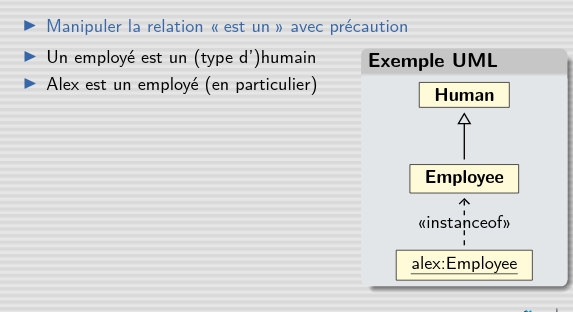 Manipuler la relation « est un » avec précaution
Un employé est un (type d')humain
Alex est un employé (en particulier)
Exemple UML
Human
Employee
«instanceof»
alex:Employee